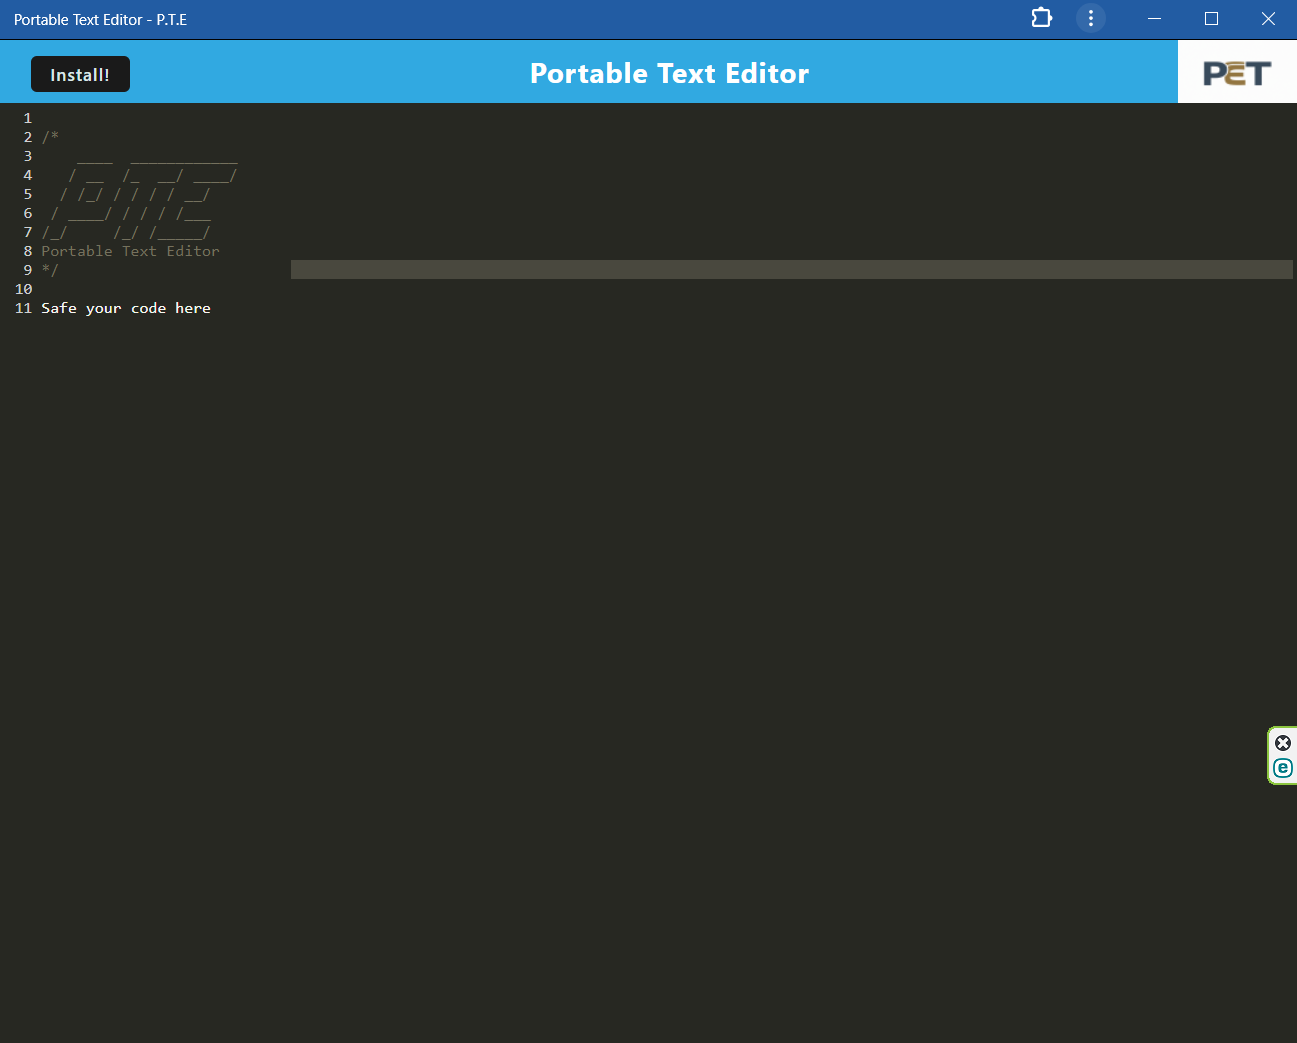 Portable Text Editor - P.T.E
Install!
Portable Text Editor
PET
1
2 /*
3     ____  ____________
4    / __  /_  __/ ____/
5   / /_/ / / / / / __/
6  / ____/ / / / /___
7 /_/     /_/ /_____/
8 Portable Text Editor
9 */
10
11 Safe your code here
e